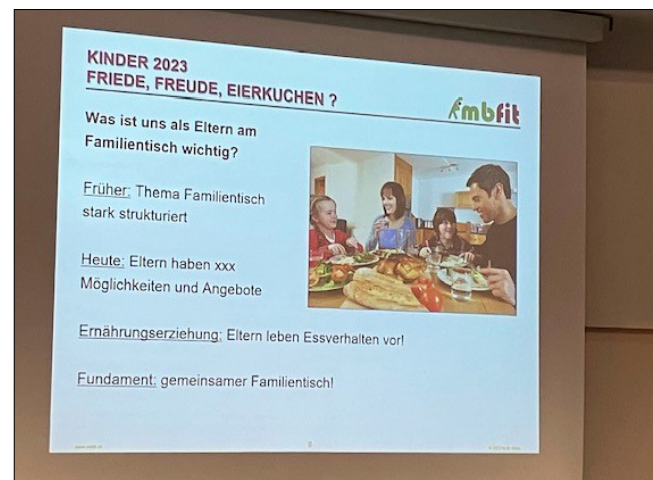 KINDER 2023
FRIEDE, FREUDE, EIERKUCHEN ?
mbfit
Was ist uns als Eltern am
Familientisch wichtig?
Früher: Thema Familientisch
stark strukturiert
Heute: Eltern haben xxx
Möglichkeiten und Angebote
Ernährungserziehung: Eltern leben Essverhalten vor!
Fundament: gemeinsamer Familientisch!